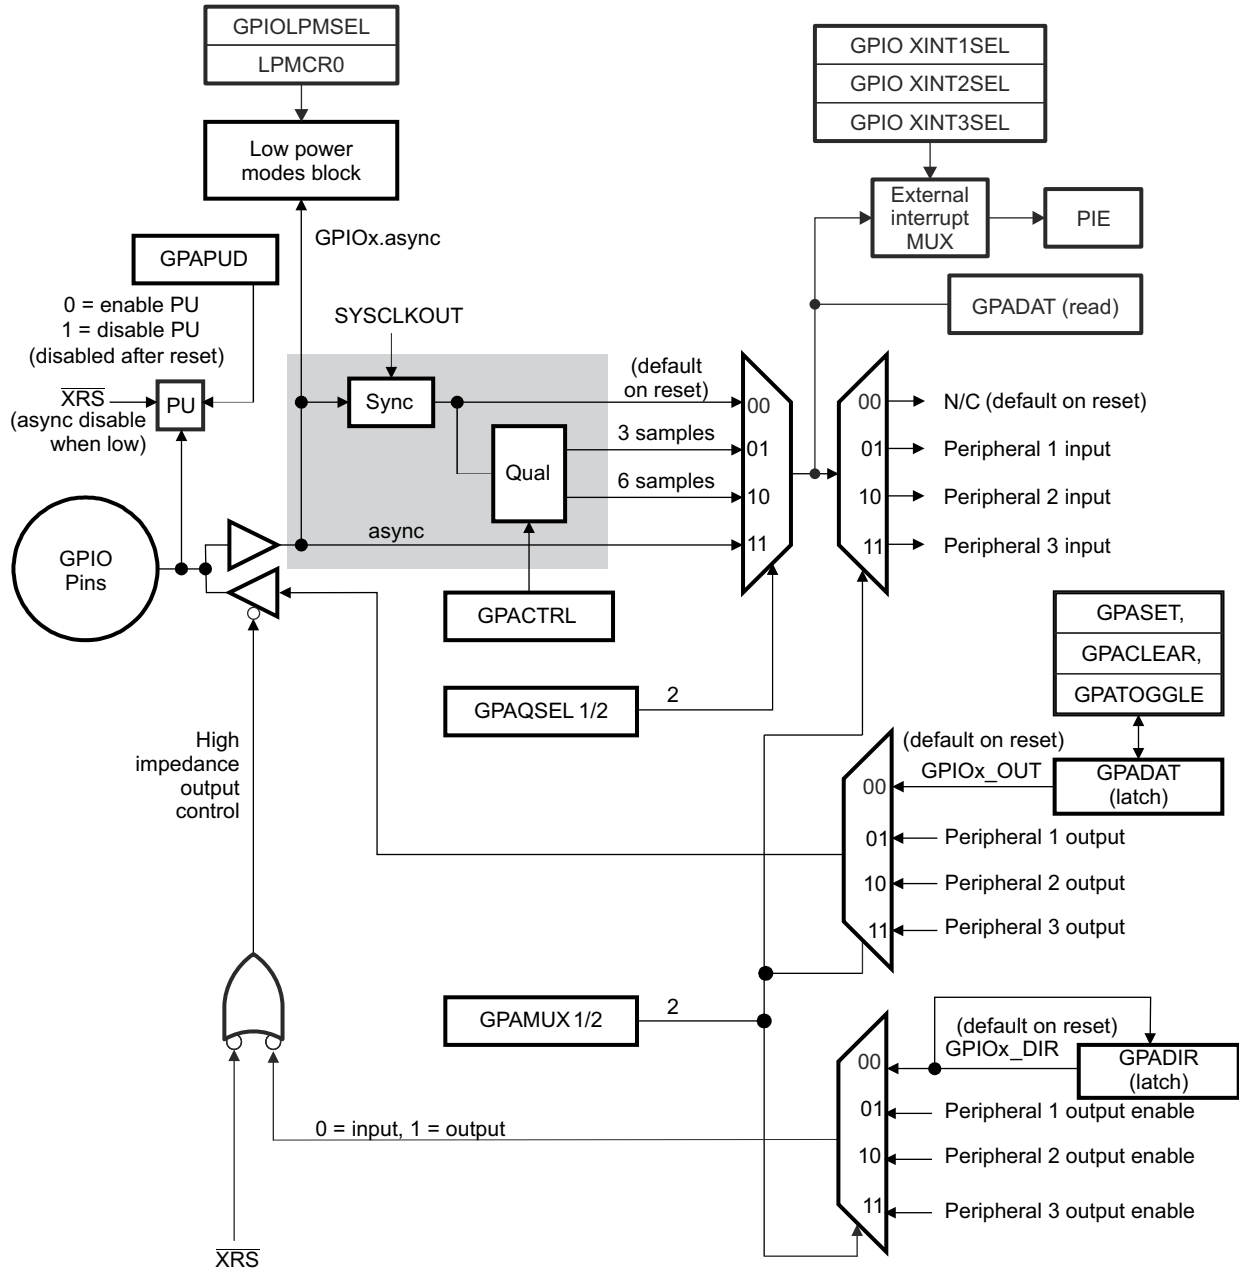 GPIOLPMSEL
LPMCR0
Low power
modes block
GPIOx.async
GPAPUD
0 = enable PU
1 = disable PU
(disabled after reset)
XRS
(async disable
when low)
PU
GPIO
Pins
SYSCLKOUT
Sync
Qual
(default
on reset)
3 samples
6 samples
async
GPACTRL
GPAQSEL 1/2
2
00
01
10
11
GPIO XINT1SEL
GPIO XINT2SEL
GPIO XINT3SEL
External
interrupt
MUX
PIE
GPADAT (read)
00
N/C (default on reset)
01
Peripheral 1 input
10
Peripheral 2 input
11
Peripheral 3 input
GPASET,
GPACLEAR,
GPATOGGLE
(default on reset)
GPIOx_OUT
GPADAT
(latch)
00
01
Peripheral 1 output
10
Peripheral 2 output
11
Peripheral 3 output
High
impedance
output
control
GPAMUX 1/2
2
(default on reset)
GPIOx_DIR
GPADIR
(latch)
00
01
Peripheral 1 output enable
10
Peripheral 2 output enable
11
Peripheral 3 output enable
0 = input, 1 = output
XRS